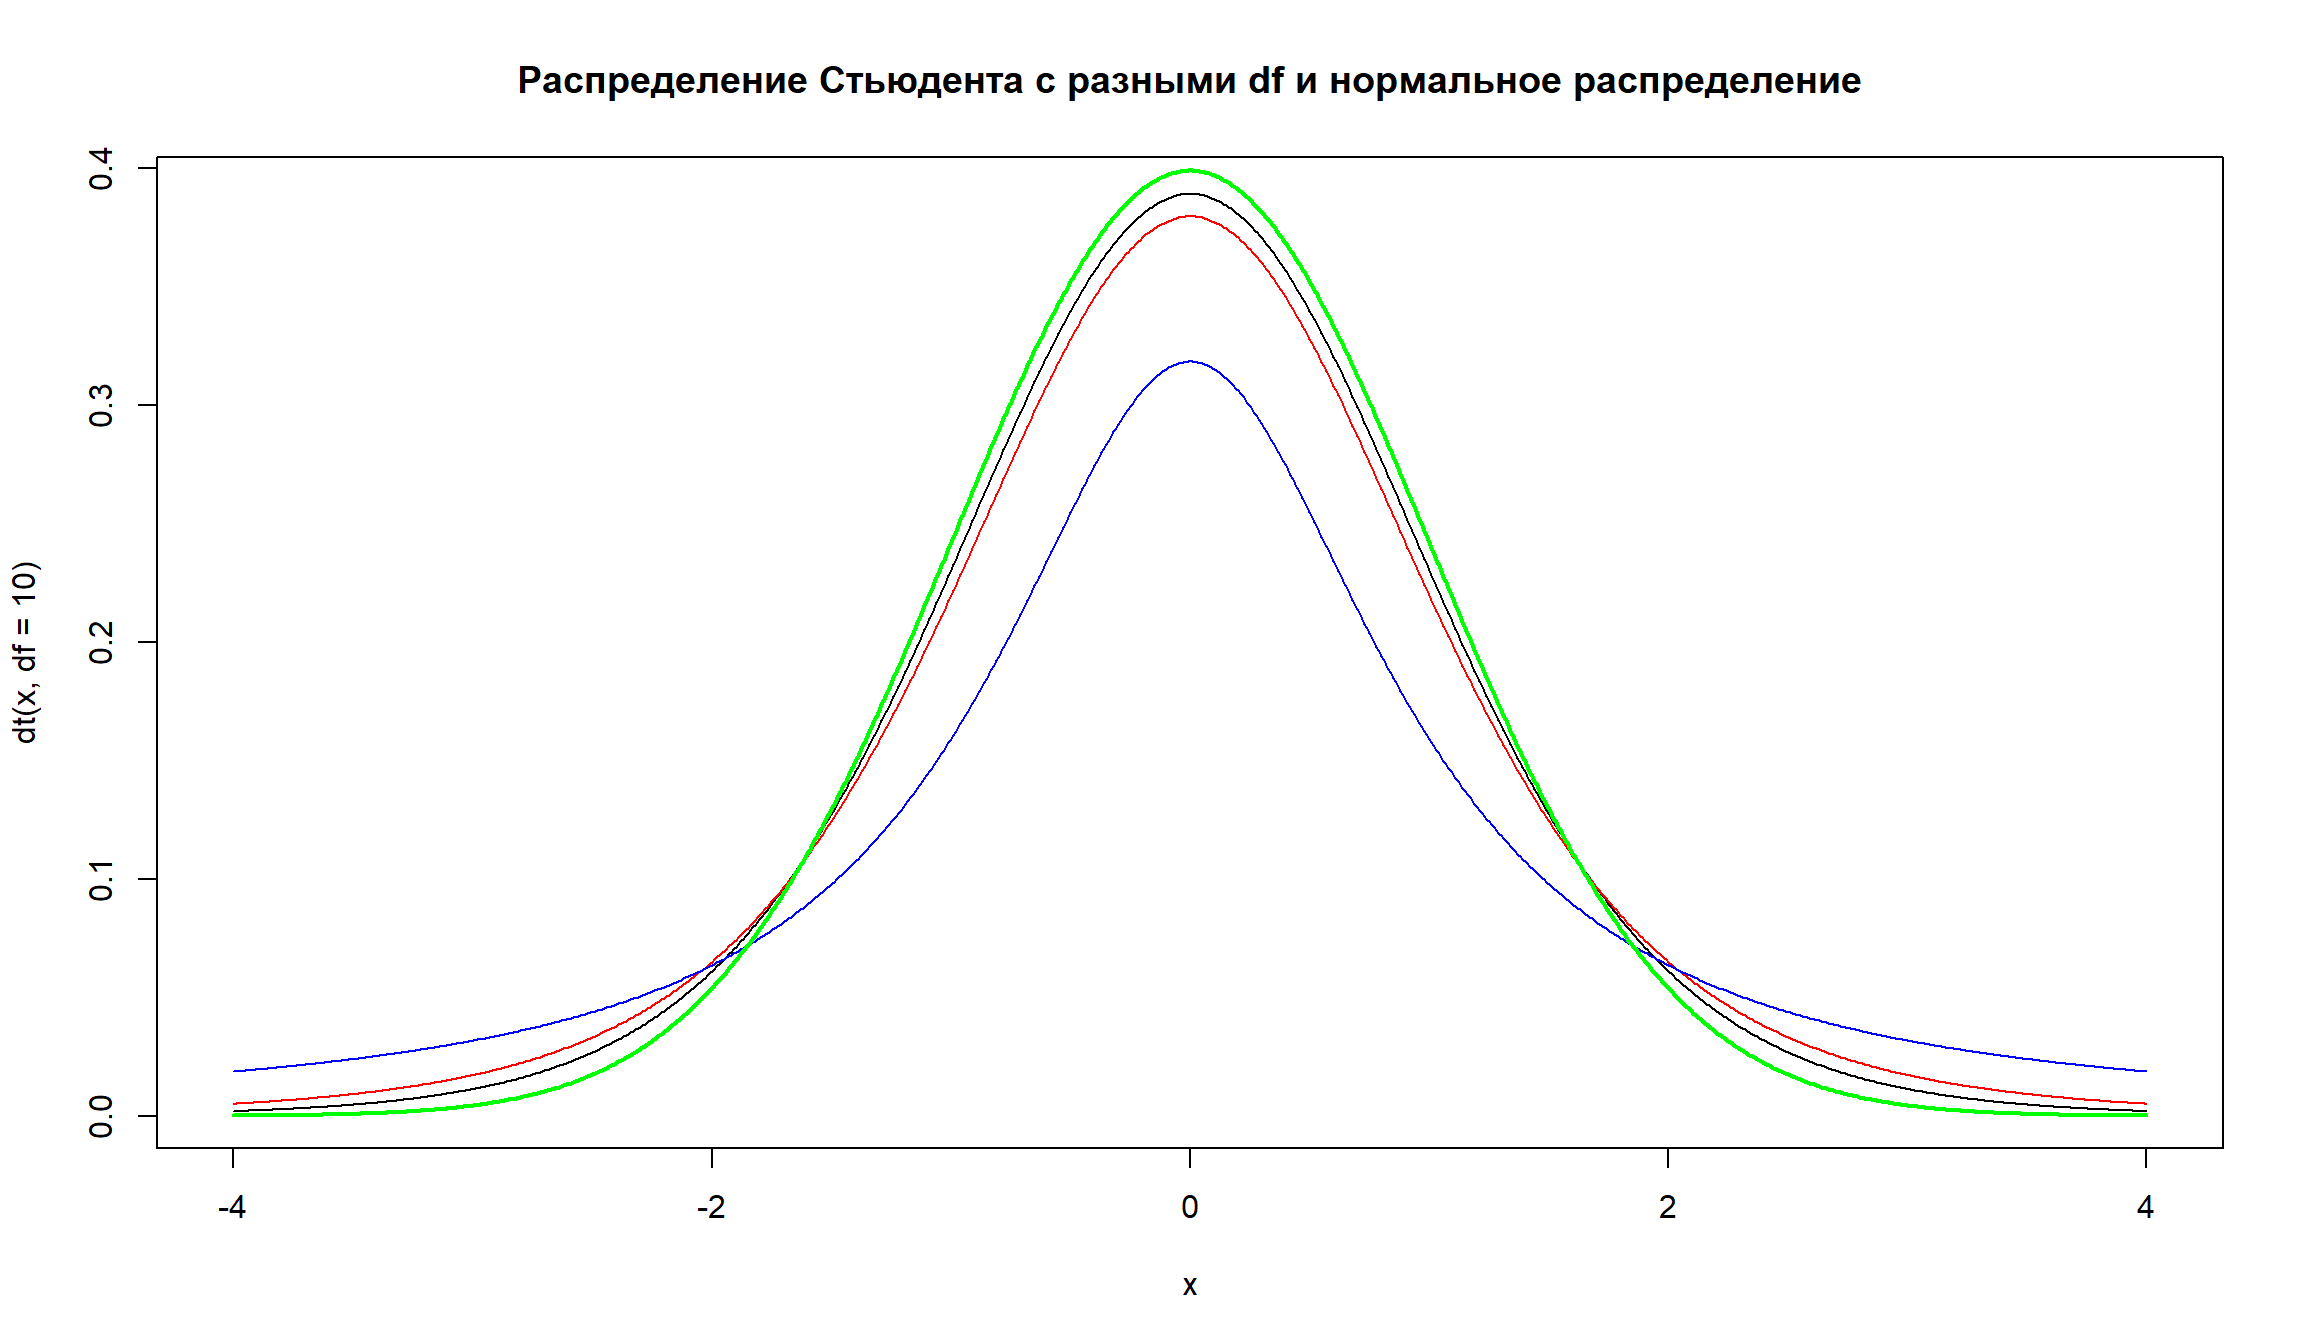 Распределение Стьюдента с разными df и нормальное распределение
dt(x, df = 10)
0.4
0.3
0.2
0.1
0.0
-4 -2 0 2 4
x